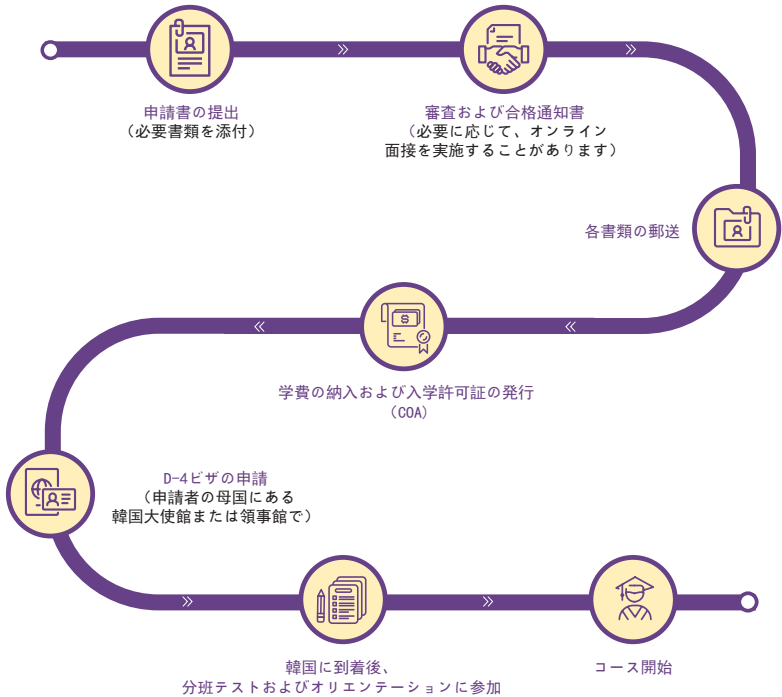 申請書の提出
（必要書類を添付）
審査および合格通知書
（必要に応じて、オンライン
面接を実施することがあります）
各書類の郵送
学費の納入および入学許可証の発行
（COA）
D-4ビザの申請
（申請者の母国にある
韓国大使館または領事館で）
韓国に到着後、
分班テストおよびオリエンテーションに参加
コース開始